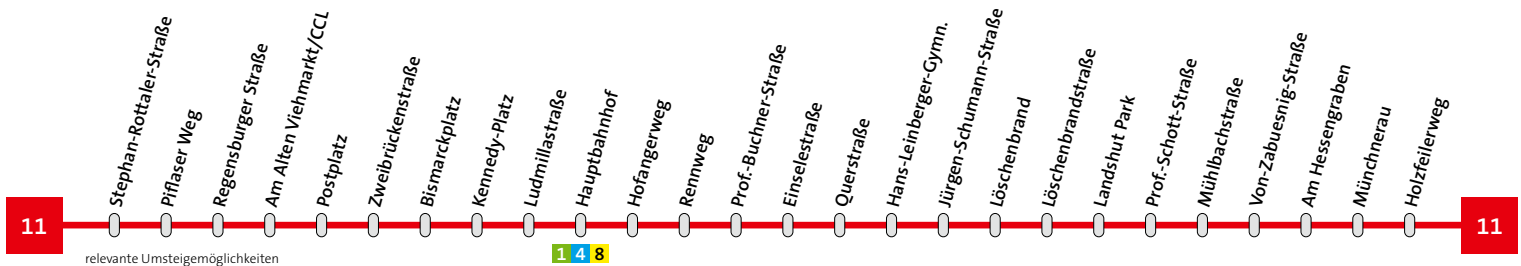 11
Stephan-Rottaler-Straße
Piflaser Weg
Regensburger Straße
Am Alten Viehmarkt/CCL
Postplatz
Zweibrückenstraße
Bismarckplatz
Kennedy-Platz
Ludmillastraße
Hauptbahnhof
Hofangerweg
Rennweg
Prof.-Buchner-Straße
Einselestraße
Querstraße
Hans-Leinberger-Gymn.
Jürgen-Schumann-Straße
Löschenbrand
Löschenbrandstraße
Landshut Park
Prof.-Schott-Straße
Mühlbachstraße
Von-Zabuesnig-Straße
Am Hessengraben
Münchnerau
Holzfeilerweg
11
relevante Umsteigemöglichkeiten
1 4 8